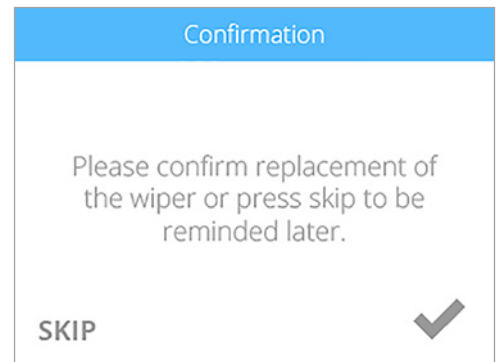 Confirmation
Please confirm replacement of
the wiper or press skip to be
reminded later.
SKIP